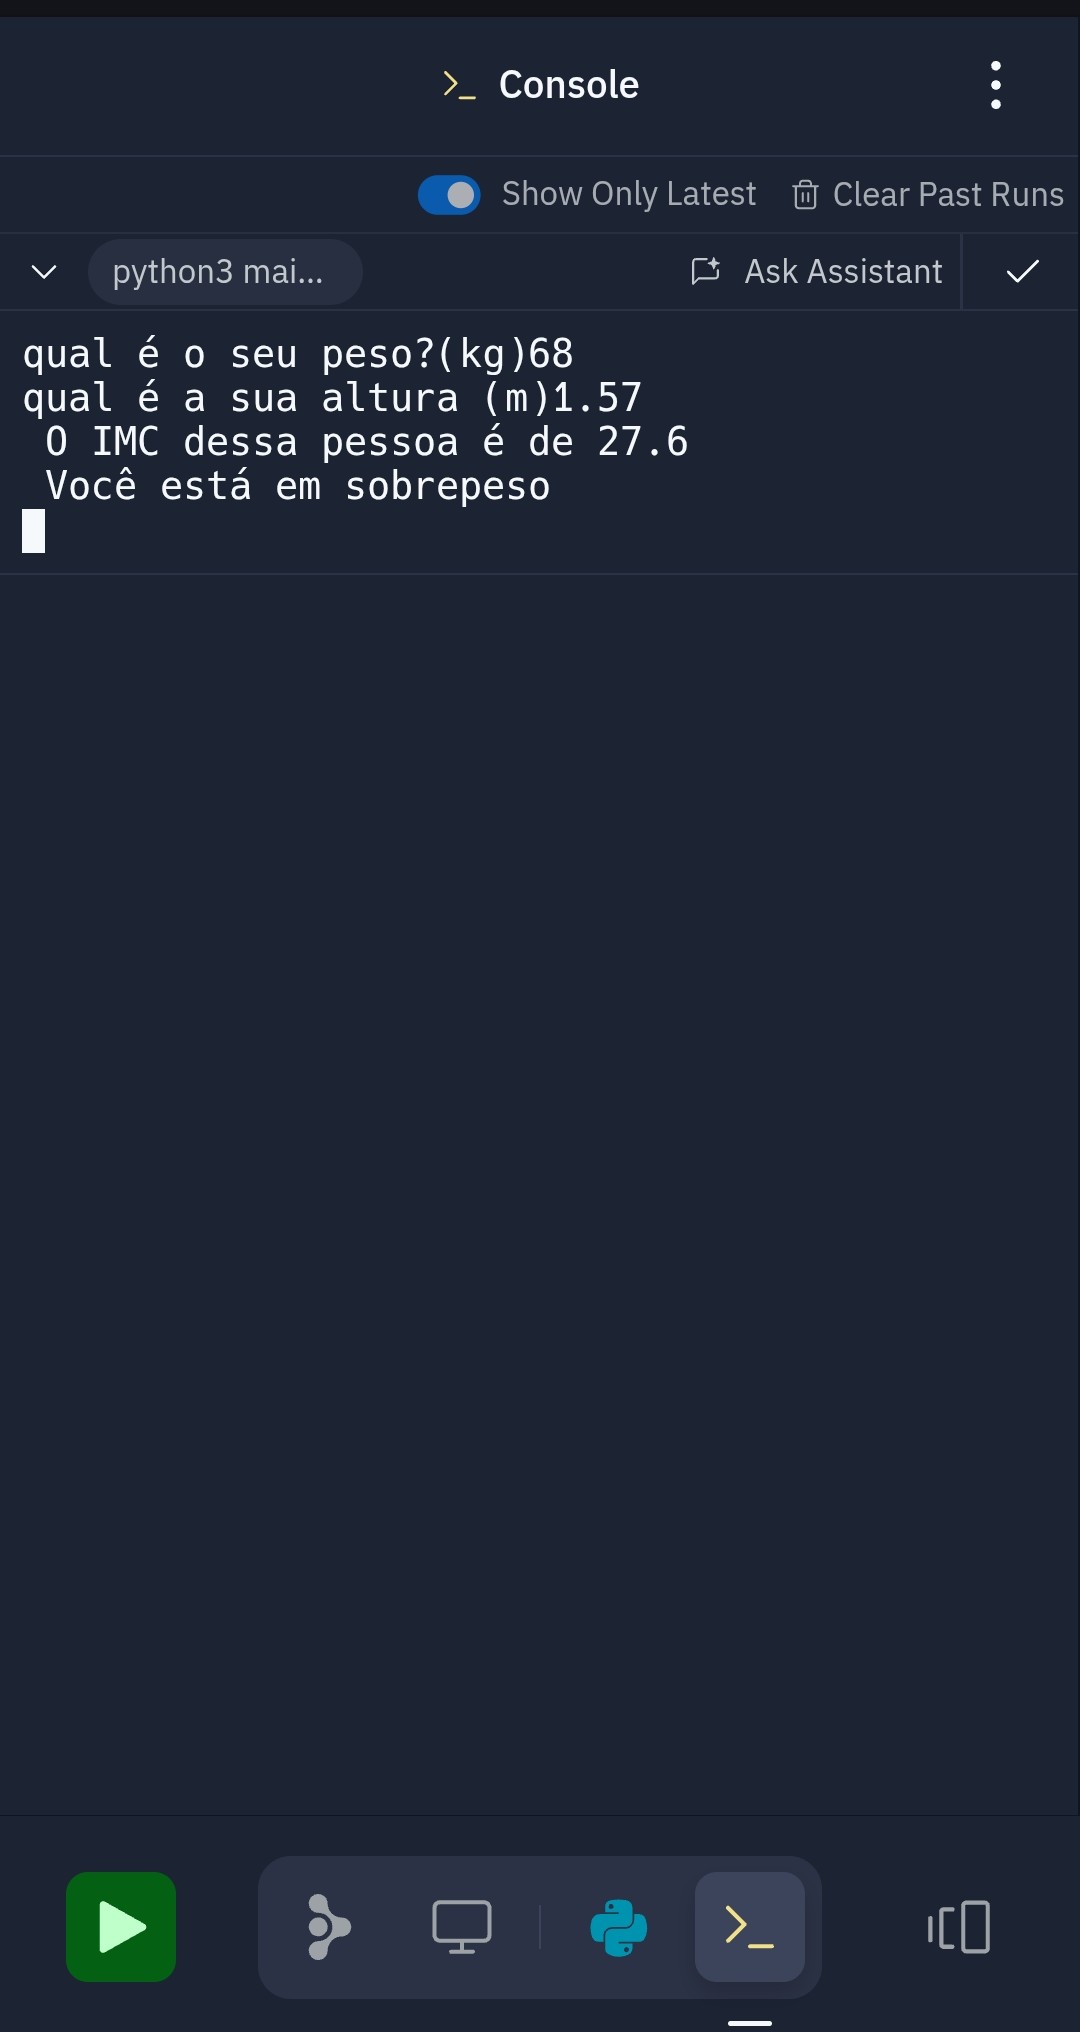 Console
Show Only Latest Clear Past Runs
python3 mai... Ask Assistant
qual é o seu peso?(kg)68
qual é a sua altura (m)1.57
O IMC dessa pessoa é de 27.6
Você está em sobrepeso